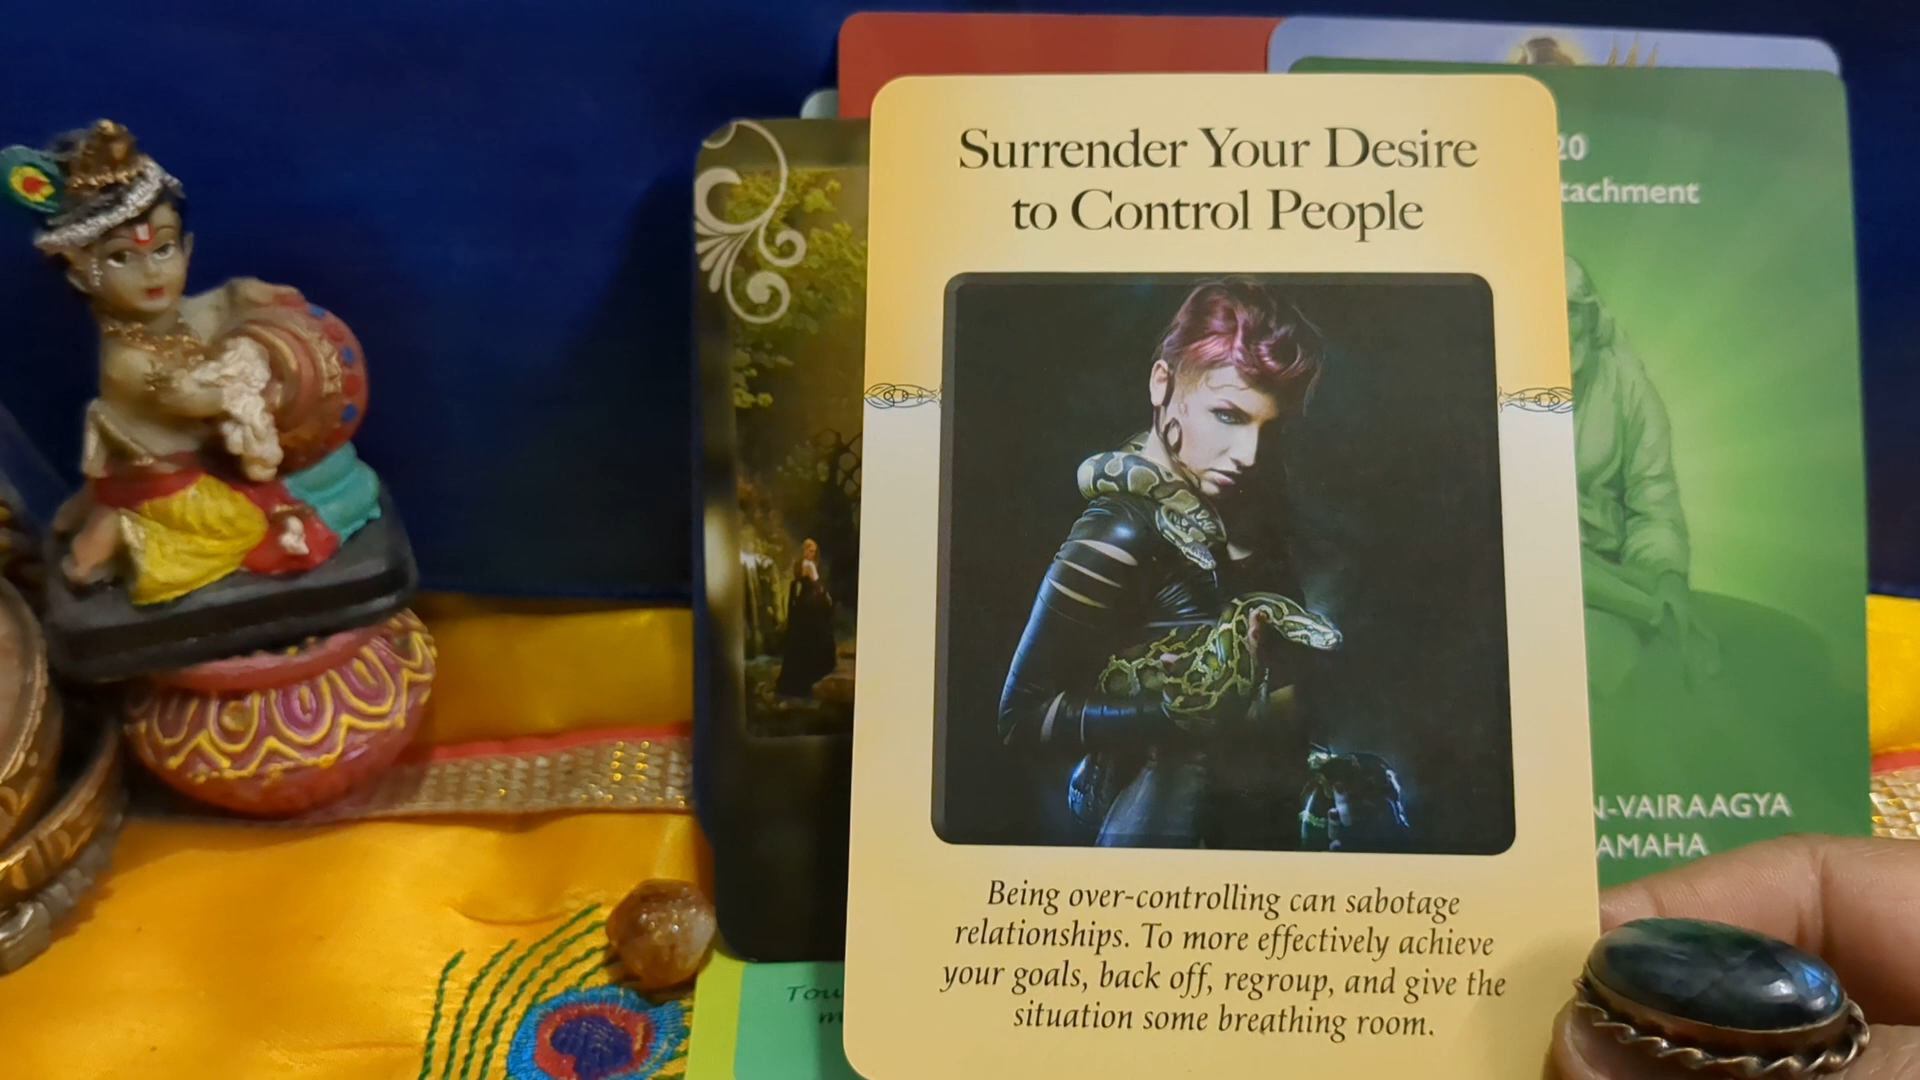 Surrender Your Desire
to Control People
Being over-controlling can sabotage
relationships. To more effectively achieve
your goals, back off, regroup, and give the
situation some breathing room.
20
tachment
N-VAIRAAGYA
AMAHA
Tou
m